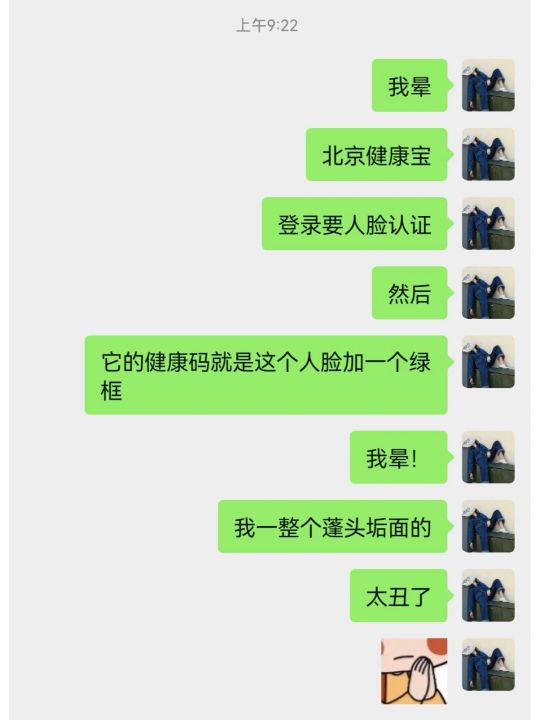 上午9:22
我晕
北京健康宝
登录要人脸认证
然后
它的健康码就是这个人脸加一个绿
框
我晕！
我一整个蓬头垢面的
太丑了